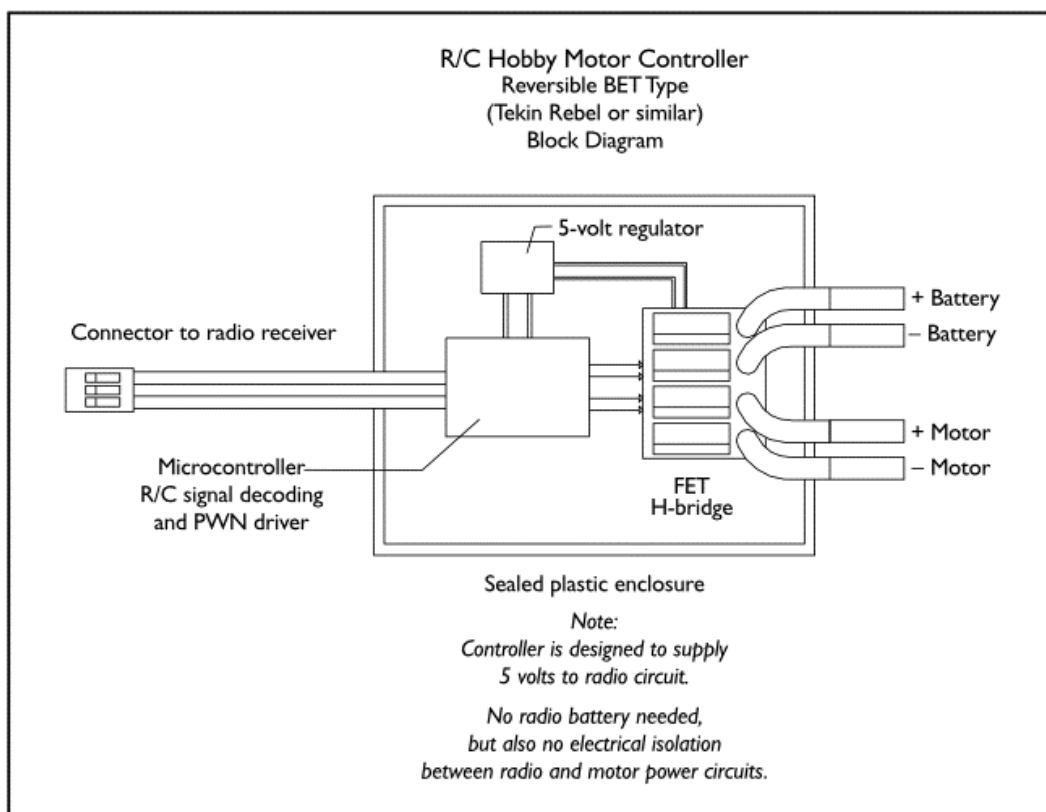 R/C Hobby Motor Controller
Reversible BET Type
(Tekin Rebel or similar)
Block Diagram
5-volt regulator
+ Battery
– Battery
Connector to radio receiver
+ Motor
– Motor
Microcontroller
R/C signal decoding
and PWN driver
FET
H-bridge
Sealed plastic enclosure
Note:
Controller is designed to supply
5 volts to radio circuit.
No radio battery needed,
but also no electrical isolation
between radio and motor power circuits.